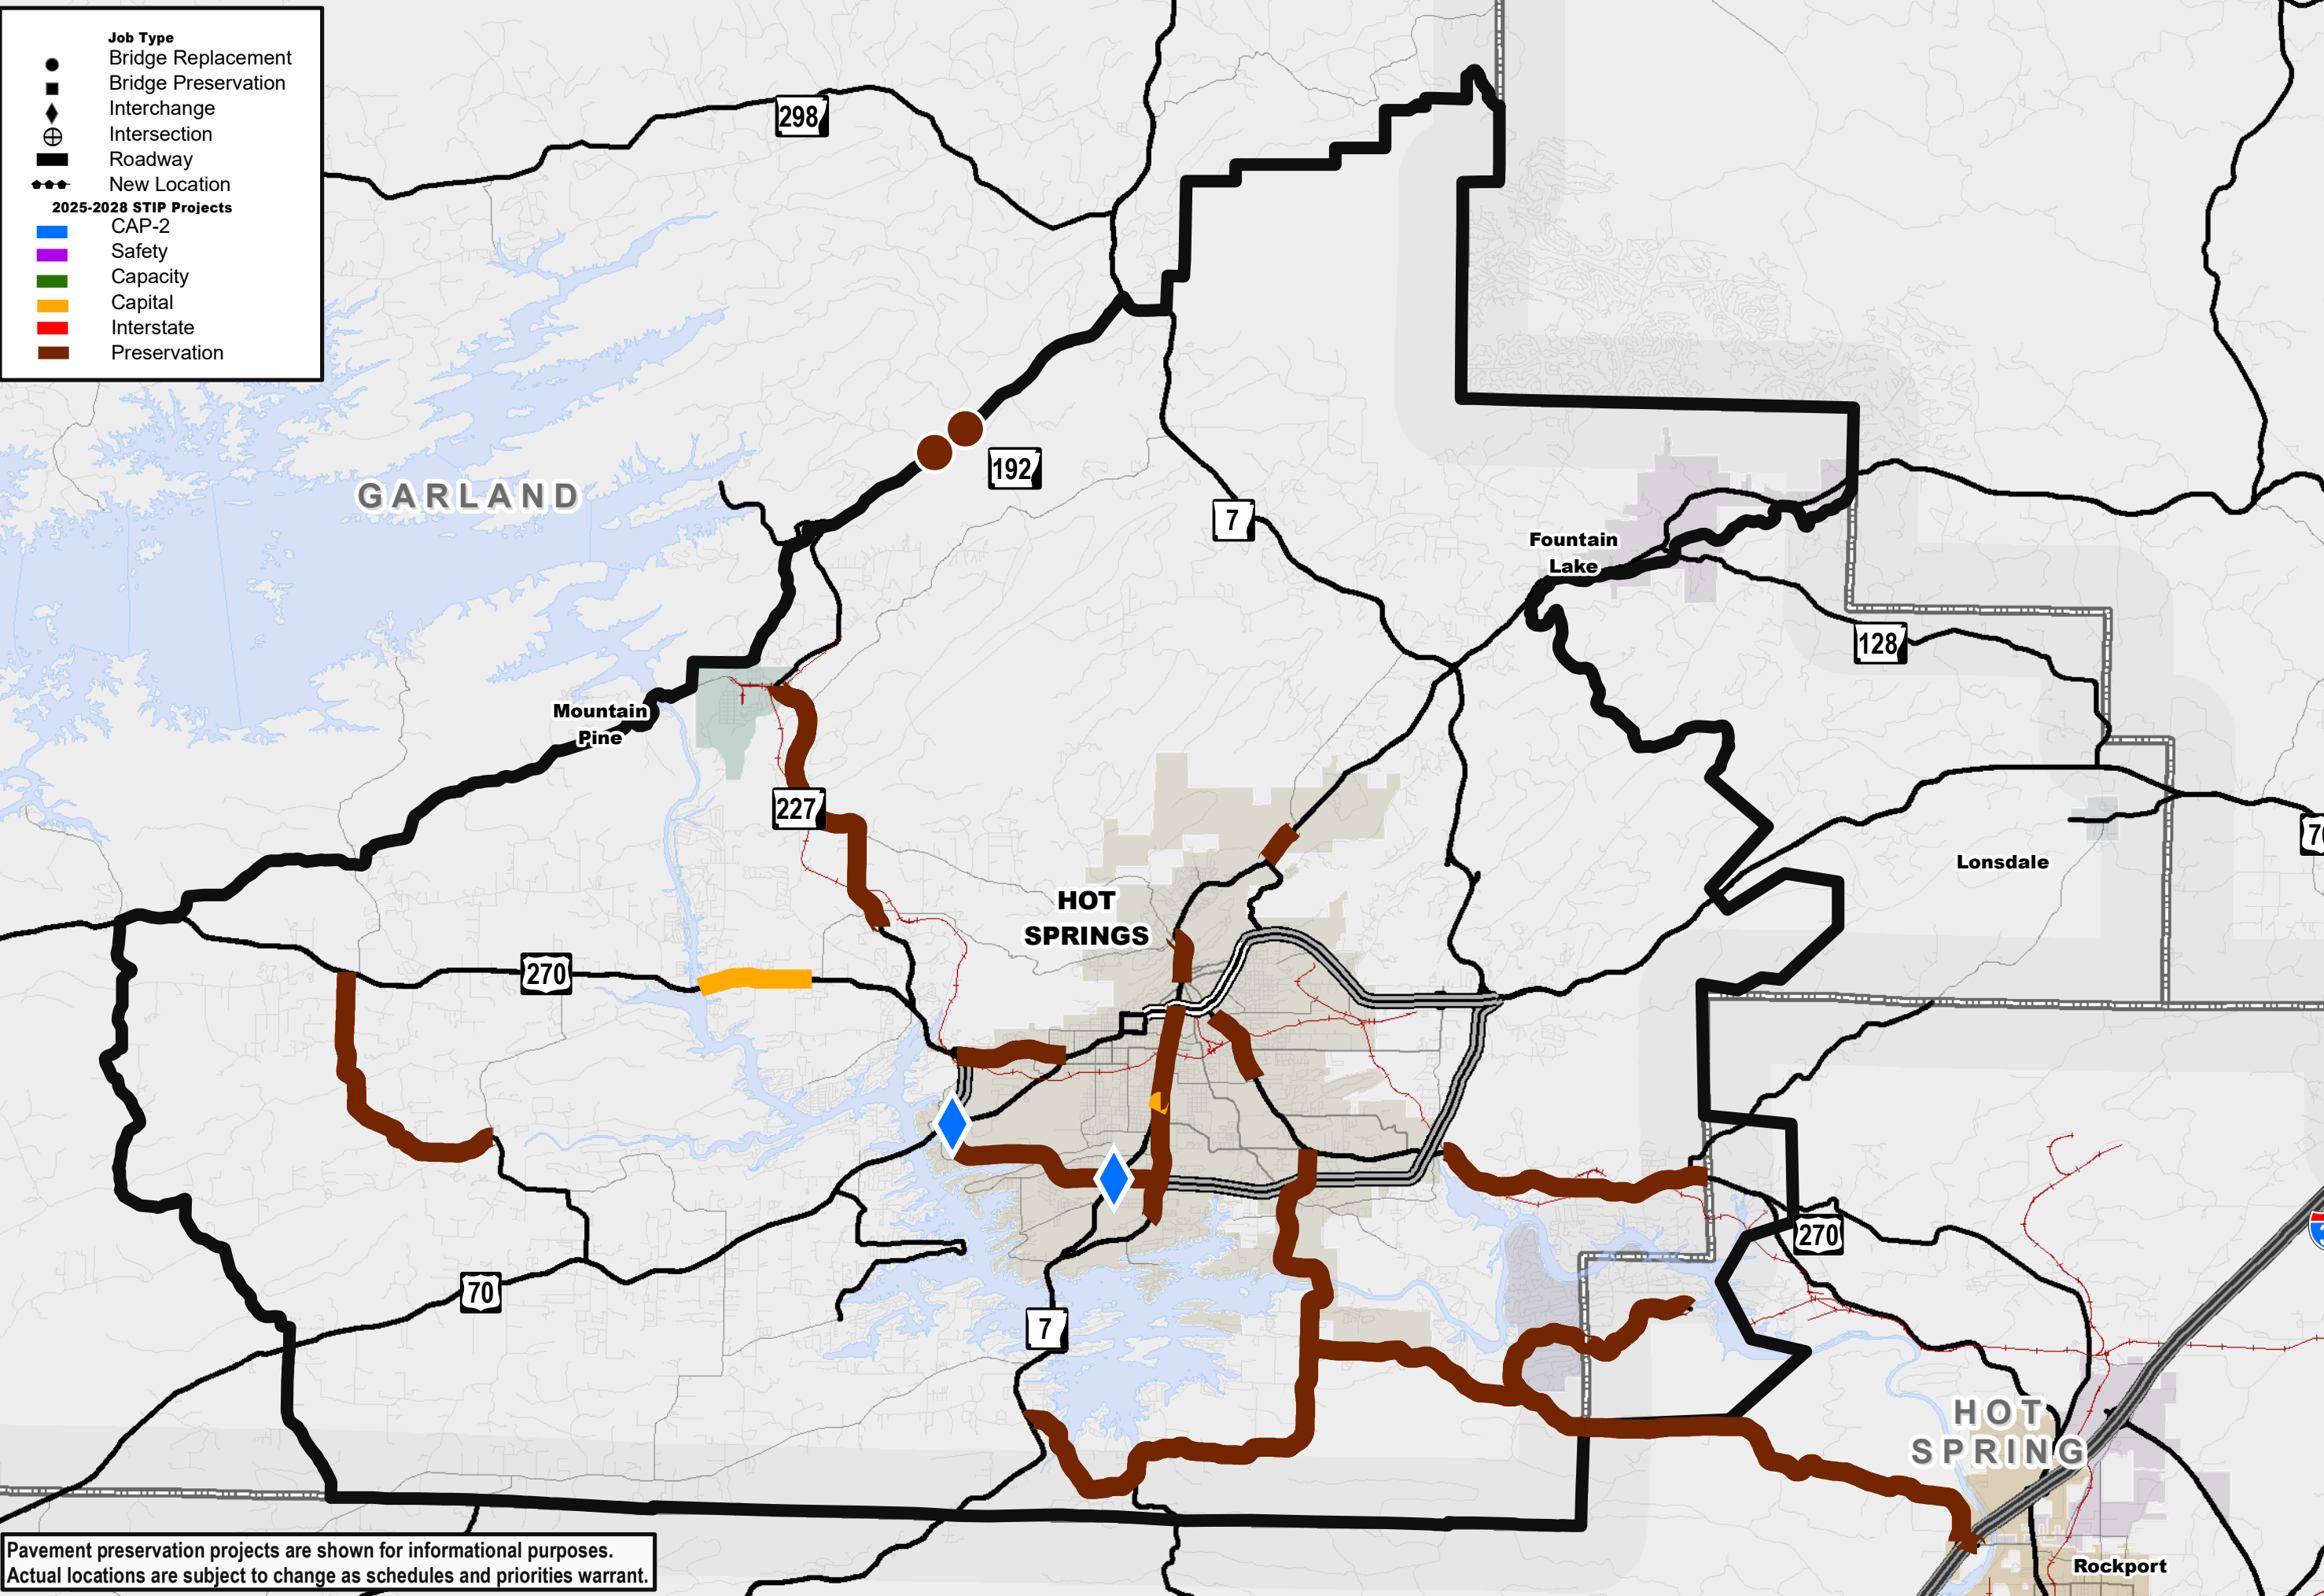 Job Type
Bridge Replacement
Bridge Preservation
Interchange
Intersection
Roadway
New Location
2025-2028 STIP Projects
CAP-2
Safety
Capacity
Capital
Interstate
Preservation
298
192
GARLAND
7
Fountain
Lake
128
Mountain
Pine
227
Lonsdale
HOT
SPRINGS
270
270
70
7
HOT
SPRING
Rockport
Pavement preservation projects are shown for informational purposes.
Actual locations are subject to change as schedules and priorities warrant.